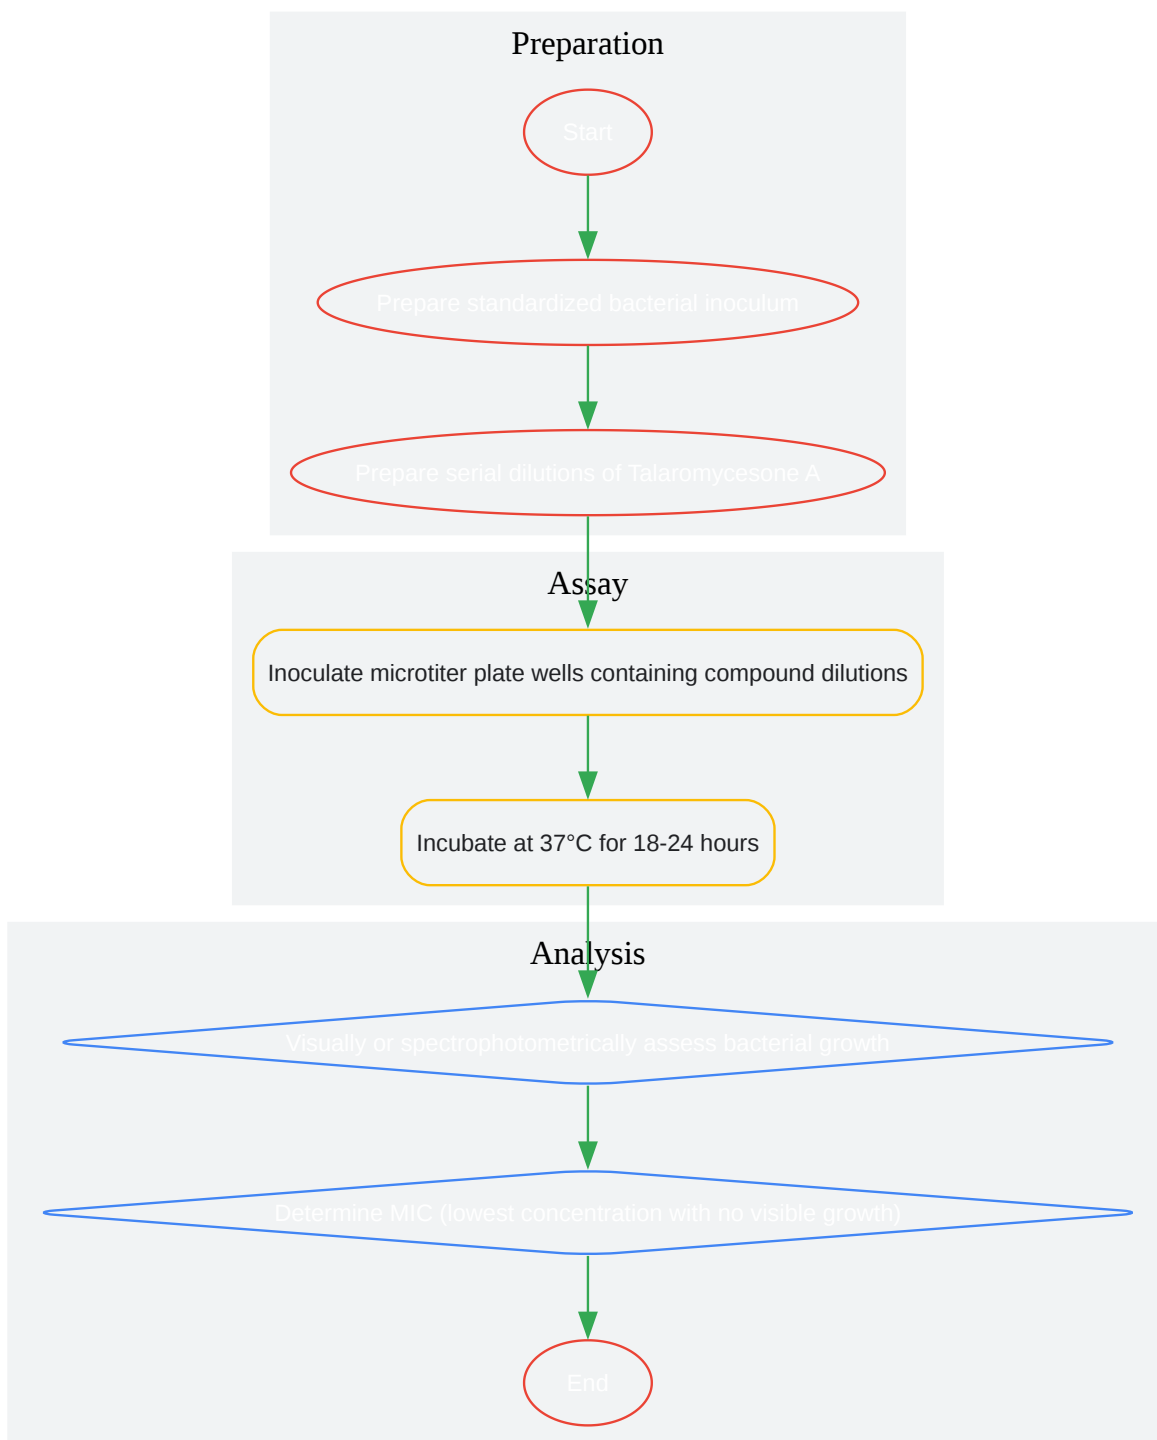 Preparation
Start
Prepare standardized bacterial inoculum
Prepare serial dilutions of Talaromycesone A
Assay
Inoculate microtiter plate wells containing compound dilutions
Incubate at 37°C for 18-24 hours
Analysis
Visually or spectrophotometrically assess bacterial growth
Determine MIC (lowest concentration with no visible growth)
End